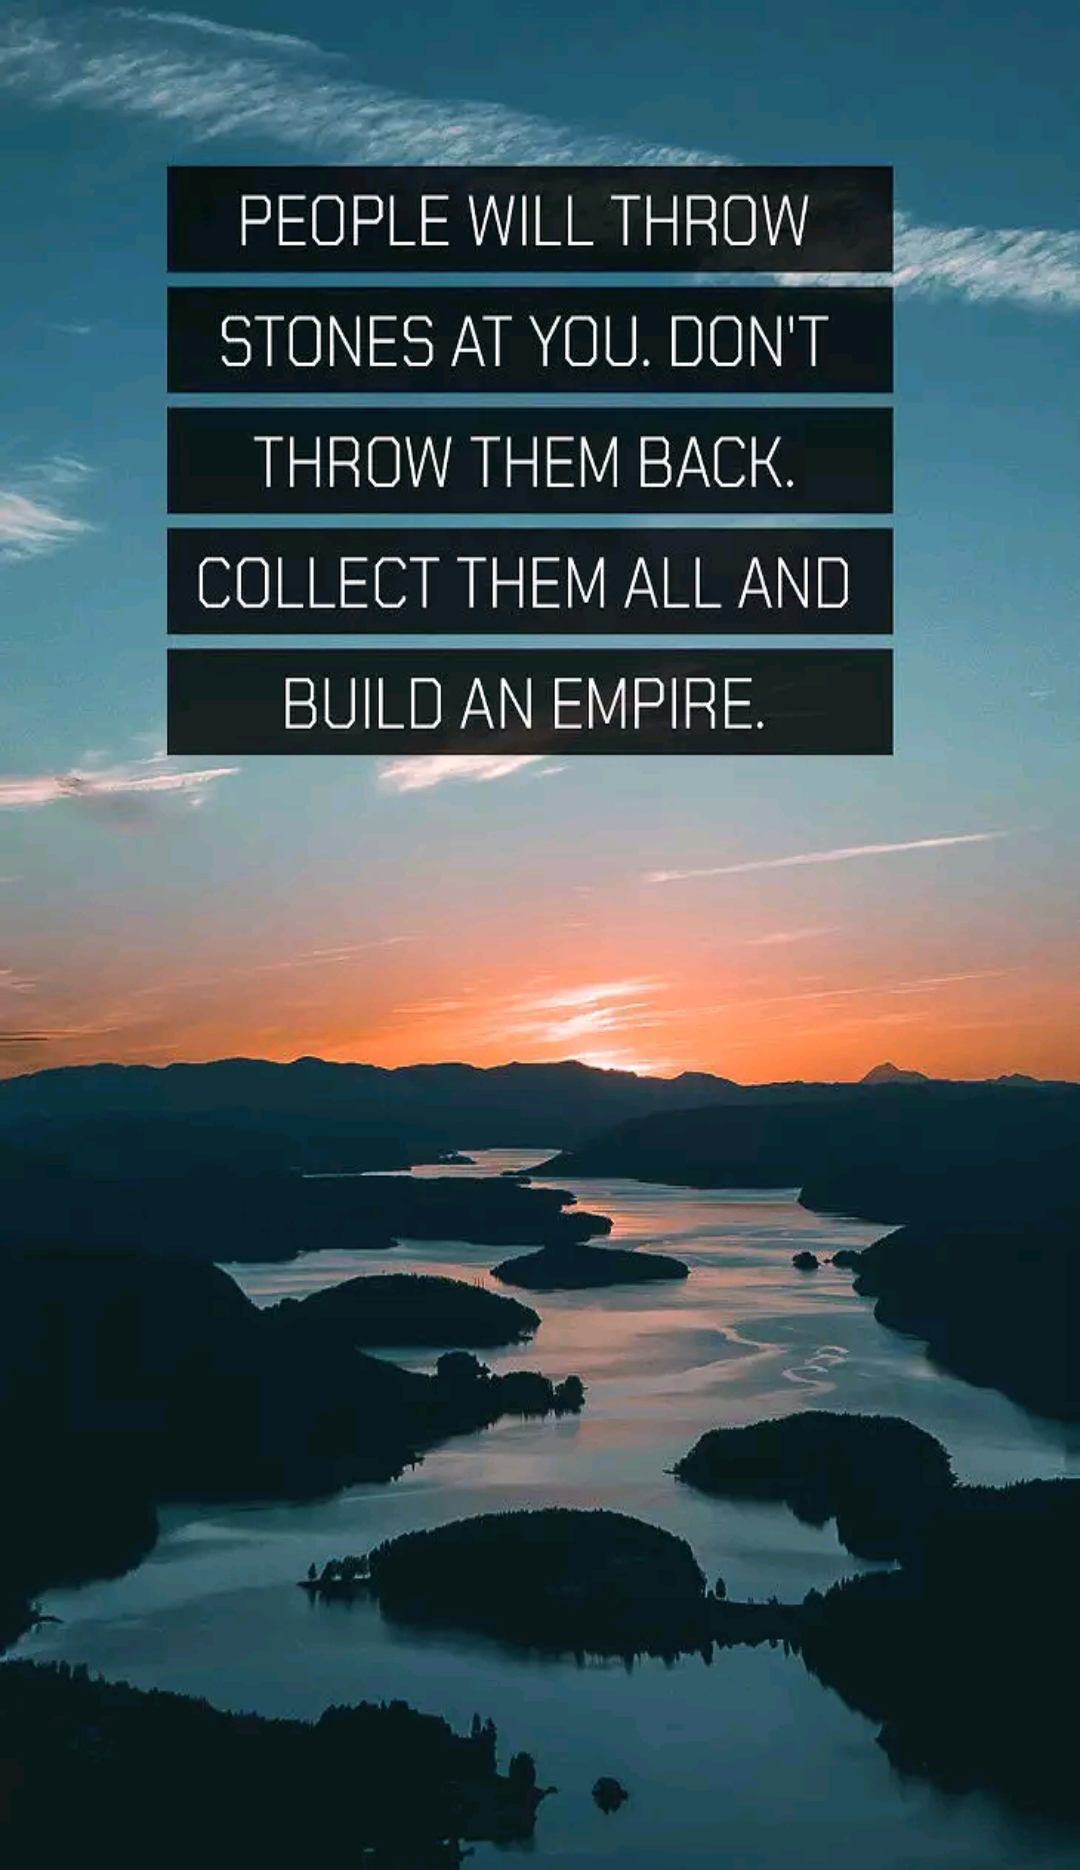 PEOPLE WILL THROW
STONES AT YOU. DON'T
THROW THEM BACK.
COLLECT THEM ALL AND
BUILD AN EMPIRE.